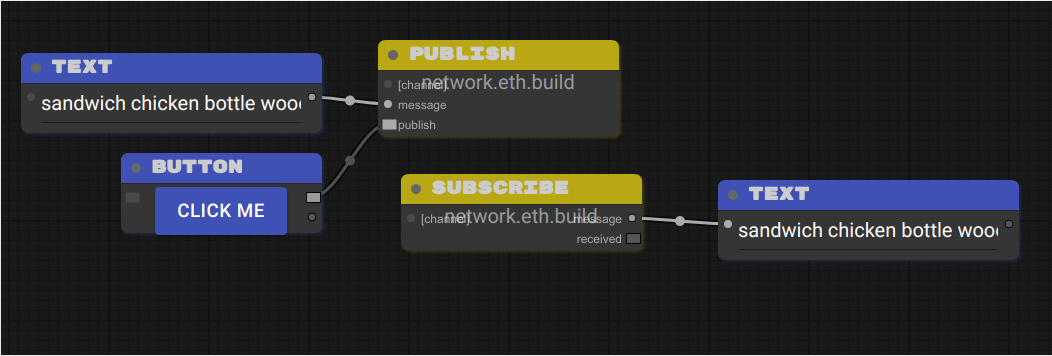 TEXT
sandwich chicken bottle wood
PUBLISH
[channel] network.eth.build
message
publish
BUTTON
CLICK ME
SUBSCRIBE
[channel] network.eth.build message
received
TEXT
sandwich chicken bottle wood